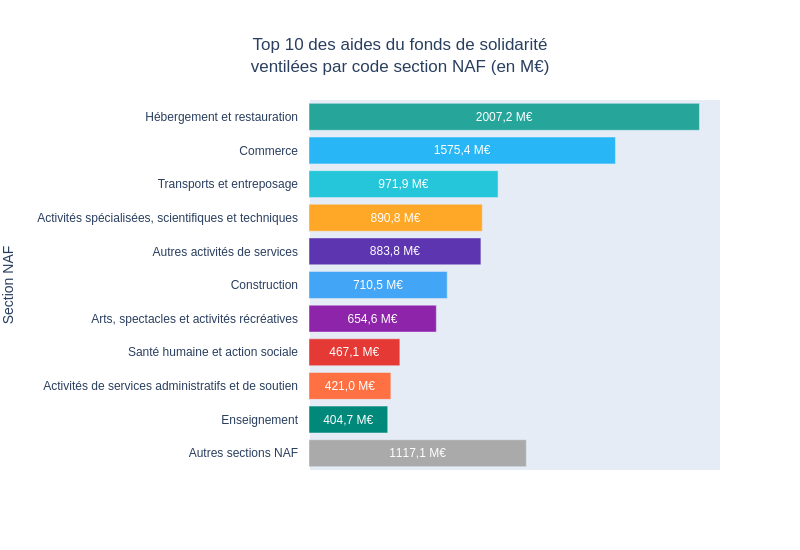 Top 10 des aides du fonds de solidarité
ventilées par code section NAF (en M€)
Section NAF
Hébergement et restauration 2007,2 M€
Commerce 1575,4 M€
Transports et entreposage 971,9 M€
Activités spécialisées, scientifiques et techniques 890,8 M€
Autres activités de services 883,8 M€
Construction 710,5 M€
Arts, spectacles et activités récréatives 654,6 M€
Santé humaine et action sociale 467,1 M€
Activités de services administratifs et de soutien 421,0 M€
Enseignement 404,7 M€
Autres sections NAF 1117,1 M€